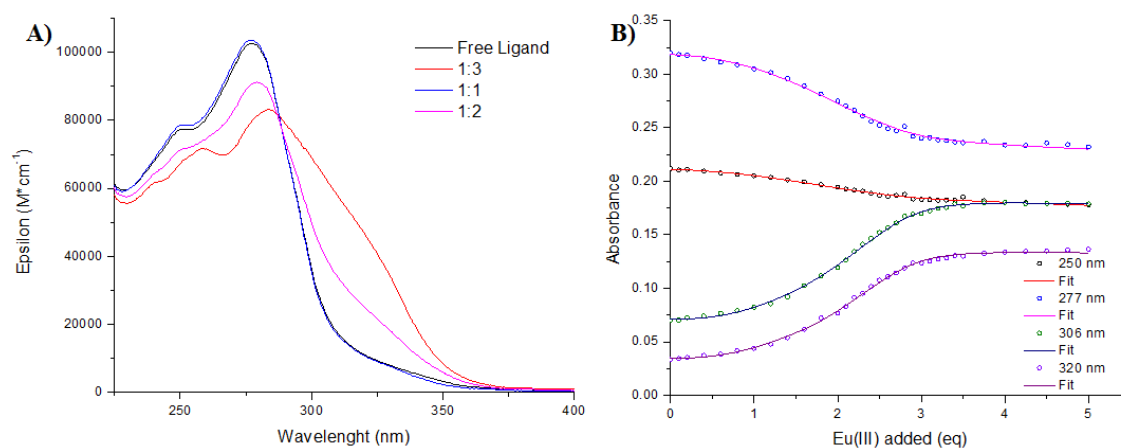 A)
Free Ligand
1:3
1:1
1:2
100000
80000
60000
40000
20000
0
250
300
350
400
Epsilon (M*cm-1)
Wavelenght (nm)
B)
0.35
0.30
0.25
0.20
0.15
0.10
0.05
0.00
0
1
2
3
4
5
Absorbance
Eu(III) added (eq)
250 nm
Fit
277 nm
Fit
306 nm
Fit
320 nm
Fit